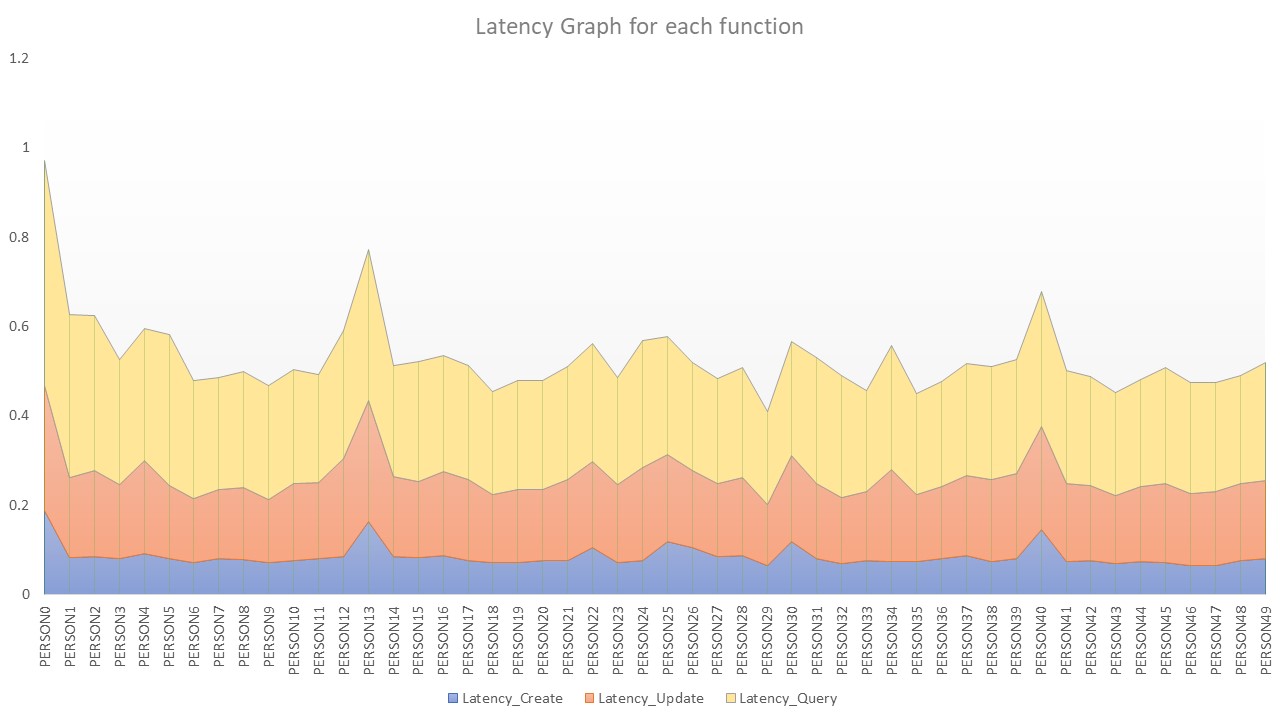 Latency Graph for each function
1.2
1
0.8
0.6
0.4
0.2
0
PERSON0
PERSON1
PERSON2
PERSON3
PERSON4
PERSON5
PERSON6
PERSON7
PERSON8
PERSON9
PERSON10
PERSON11
PERSON12
PERSON13
PERSON14
PERSON15
PERSON16
PERSON17
PERSON18
PERSON19
PERSON20
PERSON21
PERSON22
PERSON23
PERSON24
PERSON25
PERSON26
PERSON27
PERSON28
PERSON29
PERSON30
PERSON31
PERSON32
PERSON33
PERSON34
PERSON35
PERSON36
PERSON37
PERSON38
PERSON39
PERSON40
PERSON41
PERSON42
PERSON43
PERSON44
PERSON45
PERSON46
PERSON47
PERSON48
PERSON49
Latency_Create Latency_Update Latency_Query